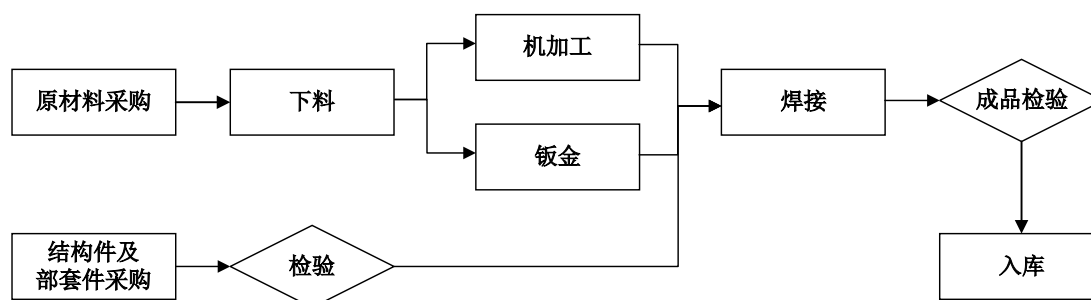 机加工
原材料采购
下料
焊接
成品检验
钣金
结构件及
部套件采购
检验
入库